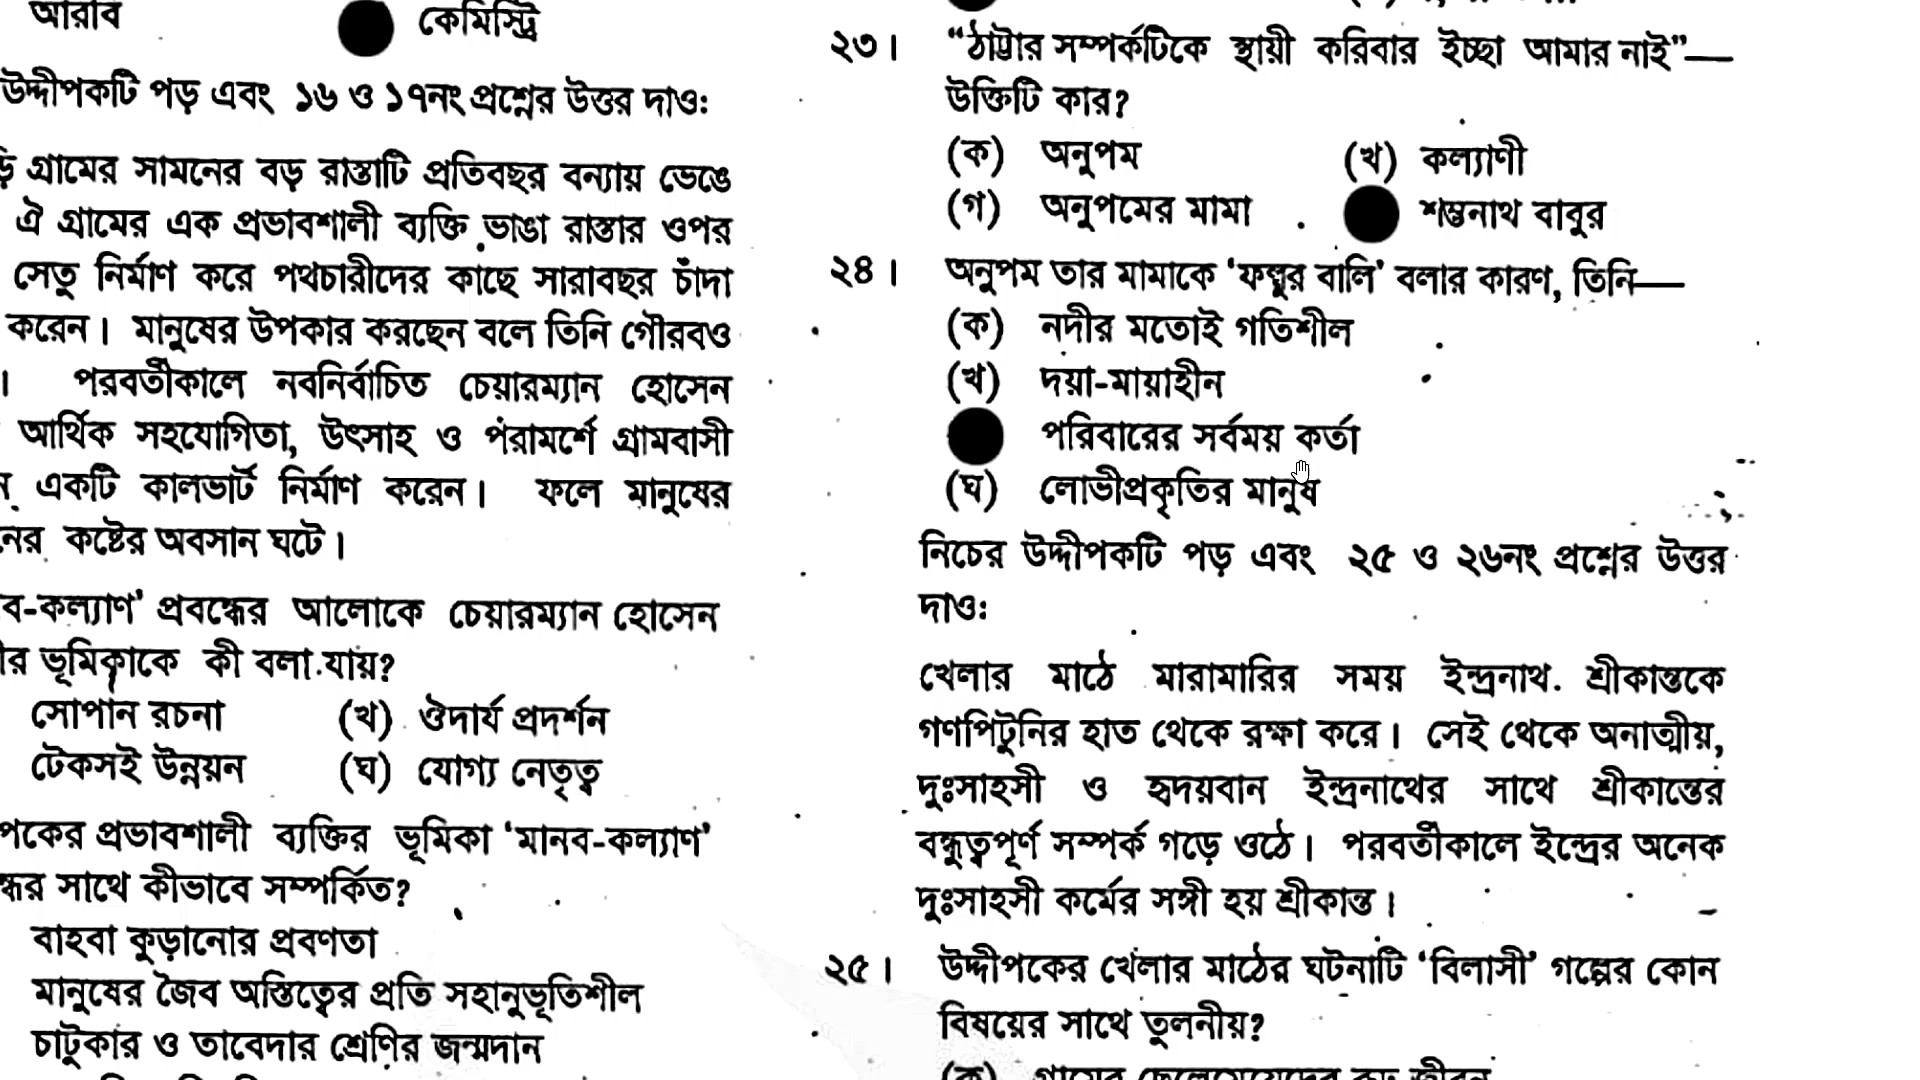 আরবি
কেমিস্ট্রি
উদ্দীপকটি পড় এবং ১৬ ও ১৭নং প্রশ্নের উত্তর দাও:
গ্রামের সামনের বড় রাস্তাটি প্রতিবছর বন্যায় ভেঙে
ঐ গ্রামের এক প্রভাবশালী ব্যক্তি ভাঙা রাস্তার ওপর
সেতু নির্মাণ করে পথচারীদের কাছে সারাবছর চাঁদা
করেন। মানুষের উপকার করছেন বলে তিনি গৌরবও
। পরবর্তীকালে নবনির্বাচিত চেয়ারম্যান হোসেন
আর্থিক সহযোগিতা, উৎসাহ ও পরামর্শে গ্রামবাসী
একটি কালভার্ট নির্মাণ করেন। ফলে মানুষের
নের কষ্টের অবসান ঘটে।
ব-কল্যাণ’ প্রবন্ধের আলোকে চেয়ারম্যান হোসেন
ীর ভূমিকাকে কী বলা যায়?
সোপান রচনা (খ) ঔদার্য প্রদর্শন
টেকসই উন্নয়ন (ঘ) যোগ্য নেতৃত্ব
পকের প্রভাবশালী ব্যক্তির ভূমিকা ‘মানব-কল্যাণ’
ন্ধের সাথে কীভাবে সম্পর্কিত?
বাহবা কুড়ানোর প্রবণতা
মানুষের জৈব অস্তিত্বের প্রতি সহানুভূতিশীল
চাটুকার ও তাবেদার শ্রেণির জন্মদান
২৩। “ঠাট্টার সম্পর্কটিকে স্থায়ী করিবার ইচ্ছা আমার নাই”—
উক্তিটি কার?
(ক) অনুপম (খ) কল্যাণী
(গ) অনুপমের মামা শম্ভুনাথ বাবুর
২৪। অনুপম তার মামাকে ‘ফল্গুর বালি’ বলার কারণ, তিনি—
(ক) নদীর মতোই গতিশীল
(খ) দয়া-মায়াহীন
পরিবারের সর্বময় কর্তা
(ঘ) লোভীপ্রকৃতির মানুষ
নিচের উদ্দীপকটি পড় এবং ২৫ ও ২৬নং প্রশ্নের উত্তর
দাও:
খেলার মাঠে মারামারির সময় ইন্দ্রনাথ শ্রীকান্তকে
গণপিটুনির হাত থেকে রক্ষা করে। সেই থেকে অনাত্মীয়,
দুঃসাহসী ও হৃদয়বান ইন্দ্রনাথের সাথে শ্রীকান্তের
বন্ধুত্বপূর্ণ সম্পর্ক গড়ে ওঠে। পরবর্তীকালে ইন্দ্রের অনেক
দুঃসাহসী কর্মের সঙ্গী হয় শ্রীকান্ত।
২৫। উদ্দীপকের খেলার মাঠের ঘটনাটি ‘বিলাসী’ গল্পের কোন
বিষয়ের সাথে তুলনীয়?
(ক) গ্রামের ছেলেমেয়েদের রূঢ় জীবন